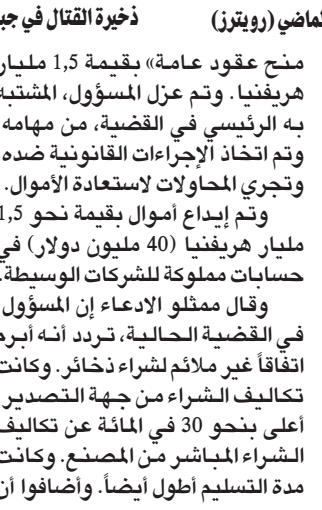 لماضي (رويترز) ذخيرة القتال في جب
منح عقود عامة» بقيمة 1,5 مليار
هريفنيا. وتم عزل المسؤول، المشتبه
به الرئيسي في القضية، من مهامه
وتم اتخاذ الإجراءات القانونية ضده
وتجري المحاولات لاستعادة الأموال.
وتم إيداع أموال بقيمة نحو 1,5
مليار هريفنيا (40 مليون دولار) في
حسابات مملوكة للشركات الوسيطة.
وقال ممثلو الادعاء إن المسؤول
في القضية الحالية، تردد أنه أبرم
اتفاقاً غير ملائم لشراء ذخائر. وكانت
تكاليف الشراء من جهة التصدير
أعلى بنحو 30 في المائة عن تكاليف
الشراء المباشر من المصنع. وكانت
مدة التسليم أطول أيضاً. وأضافوا أن